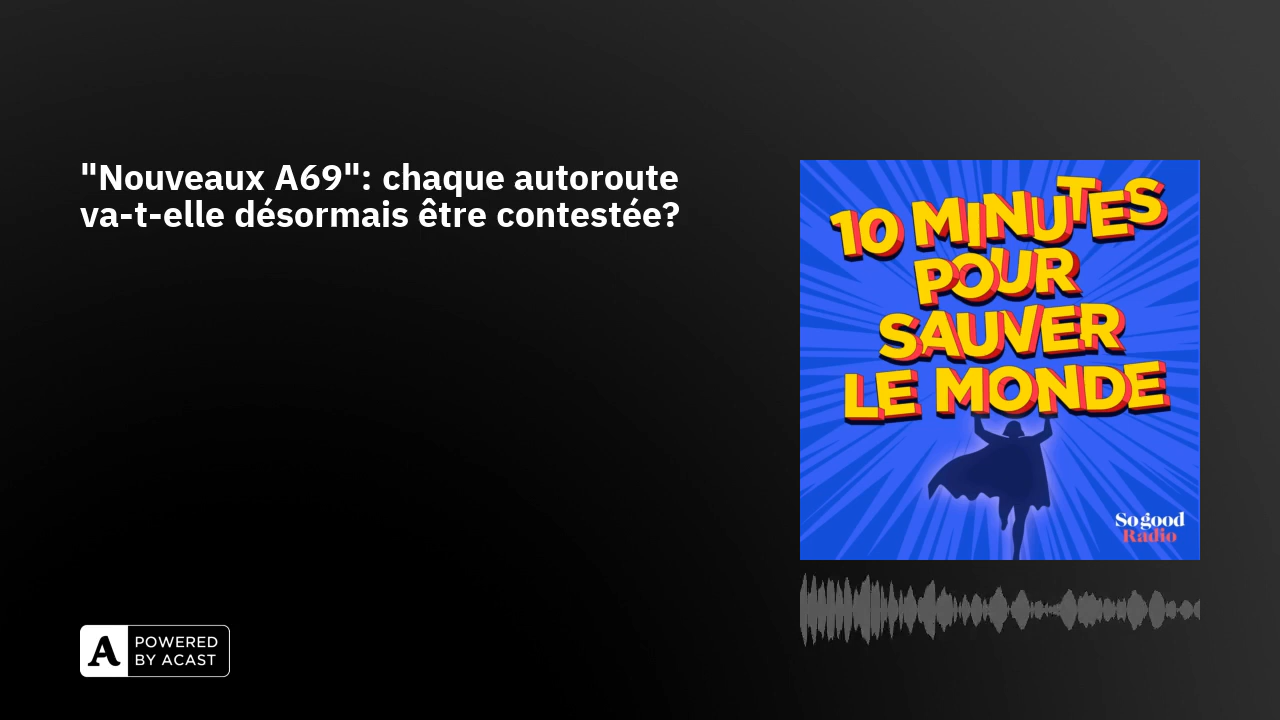 "Nouveaux A69": chaque autoroute
va-t-elle désormais être contestée?
10 MINUTES
POUR
SAUVER
LE MONDE
So good
Radio
A
POWERED
BY ACAST